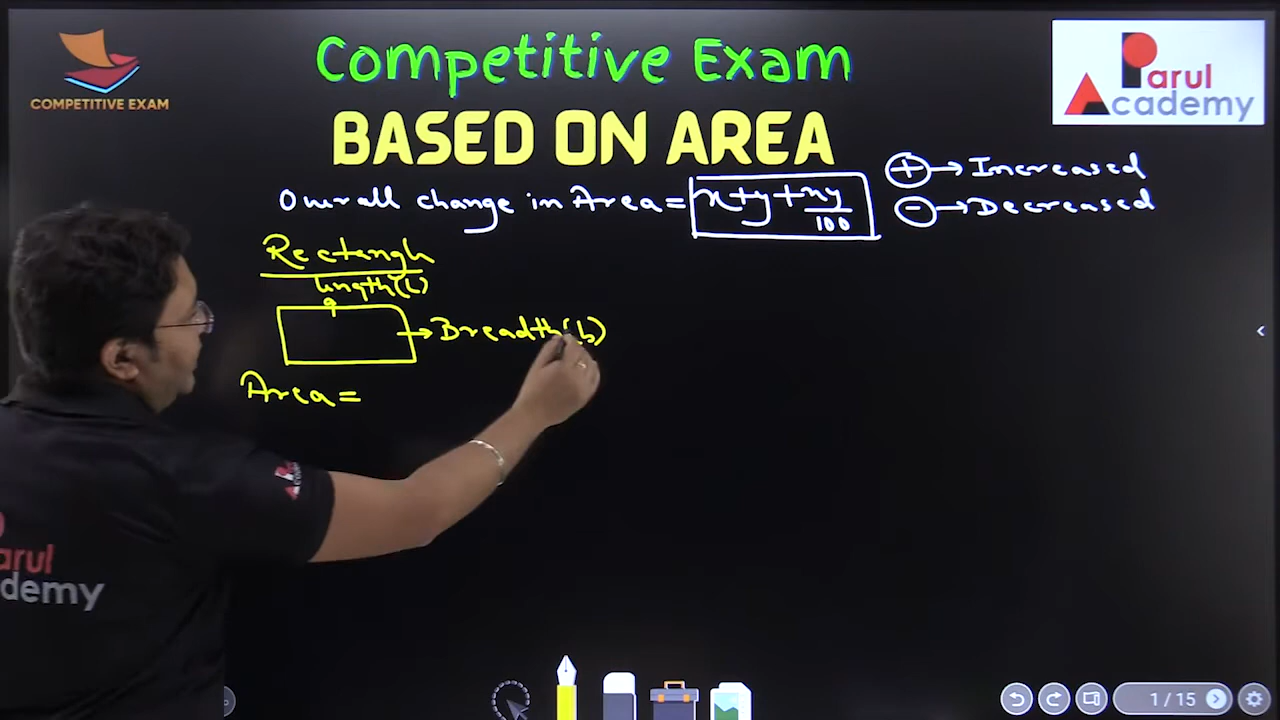 COMPETITIVE EXAM
Competitive Exam
Parul
Academy
BASED ON AREA
Overall change in Area = x+y+xy/100
+ → Increased
- → Decreased
Rectangle
length(l)
→ Breadth(b)
Area =
arul
demy
1 / 15